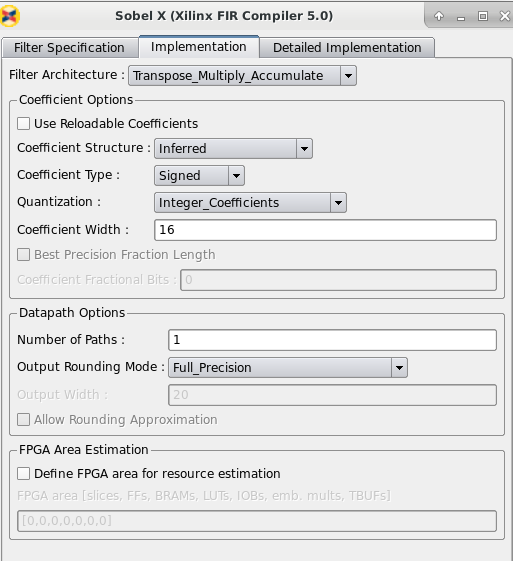 Sobel X (Xilinx FIR Compiler 5.0)
Filter Specification Implementation Detailed Implementation
Filter Architecture : Transpose_Multiply_Accumulate
Coefficient Options
Use Reloadable Coefficients
Coefficient Structure : Inferred
Coefficient Type : Signed
Quantization : Integer_Coefficients
Coefficient Width : 16
Best Precision Fraction Length
Coefficient Fractional Bits : 0
Datapath Options
Number of Paths : 1
Output Rounding Mode : Full_Precision
Output Width : 20
Allow Rounding Approximation
FPGA Area Estimation
Define FPGA area for resource estimation
FPGA area [slices, FFs, BRAMs, LUTs, IOBs, emb. mults, TBUFs]
[0,0,0,0,0,0,0]